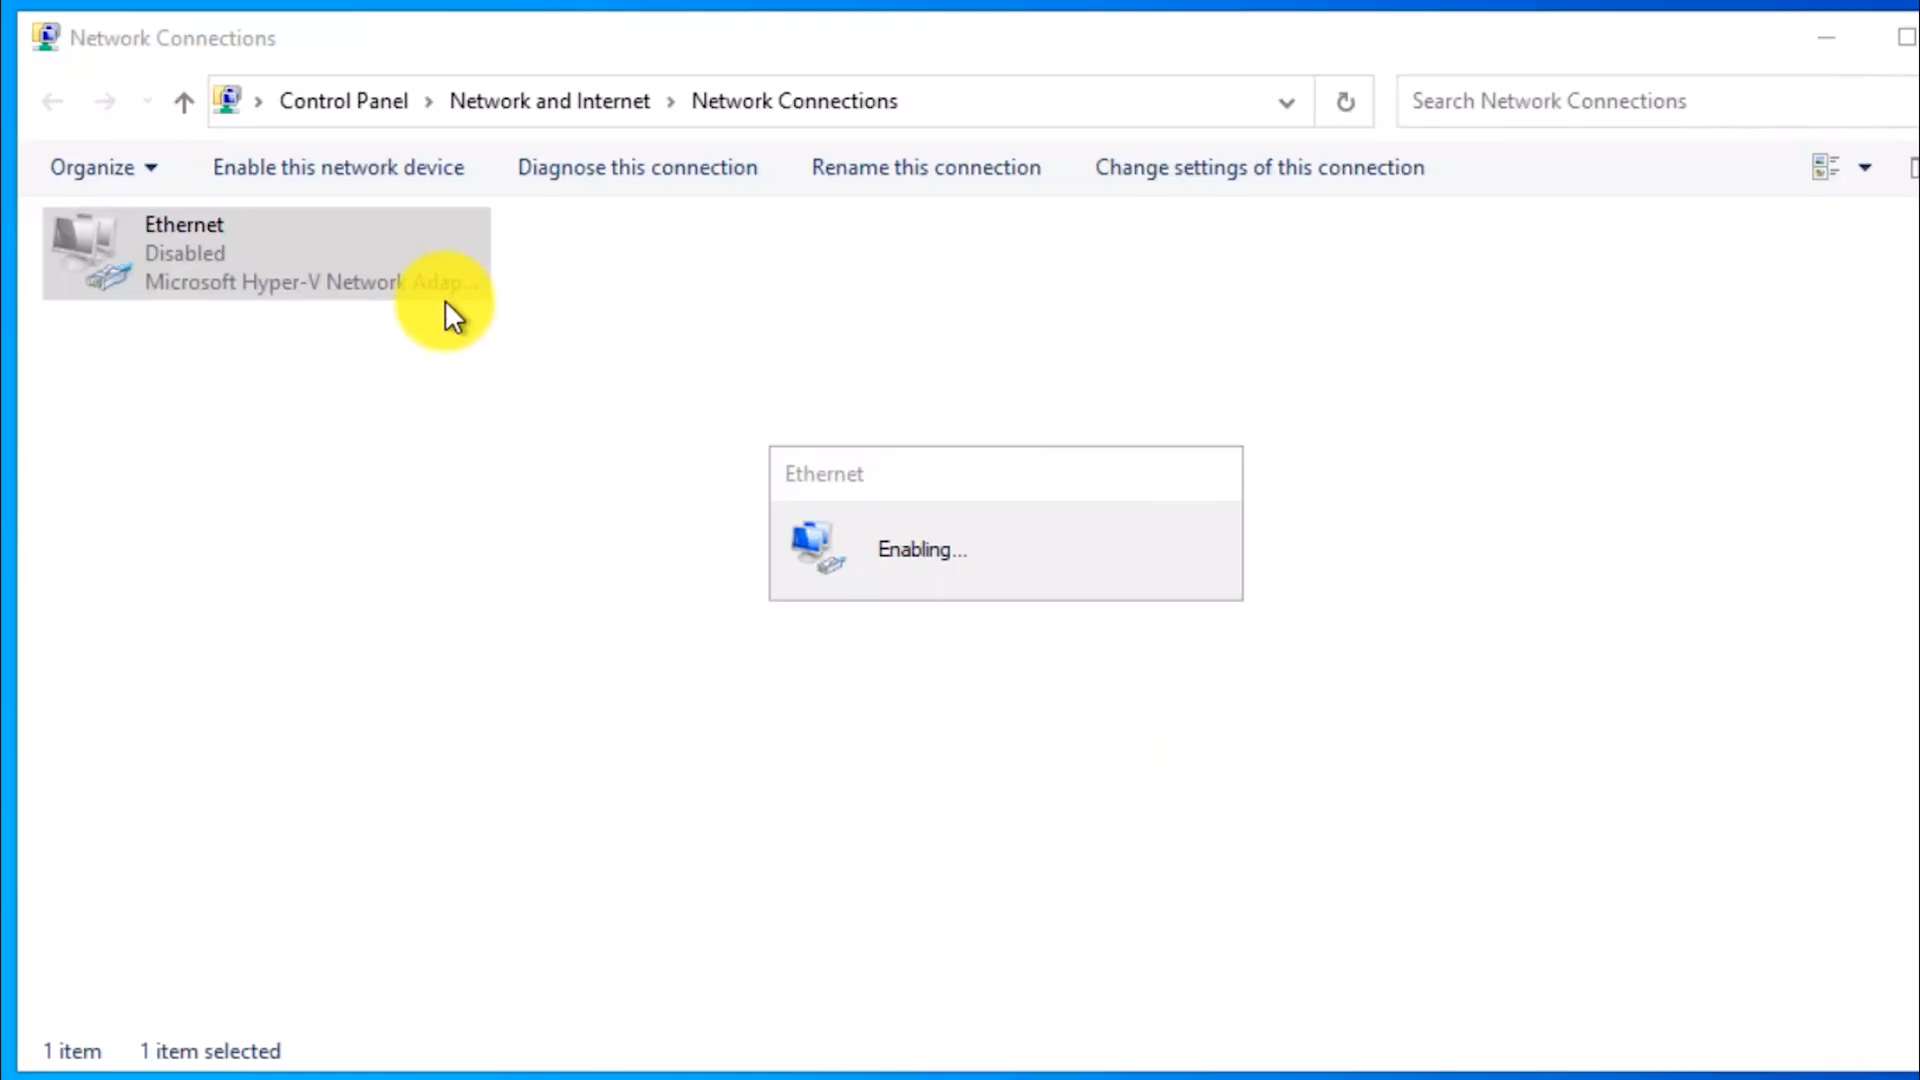 Network Connections
Control Panel > Network and Internet > Network Connections
Search Network Connections
Organize
Enable this network device
Diagnose this connection
Rename this connection
Change settings of this connection
Ethernet
Disabled
Microsoft Hyper-V Network Adap...
Ethernet
Enabling...
1 item
1 item selected